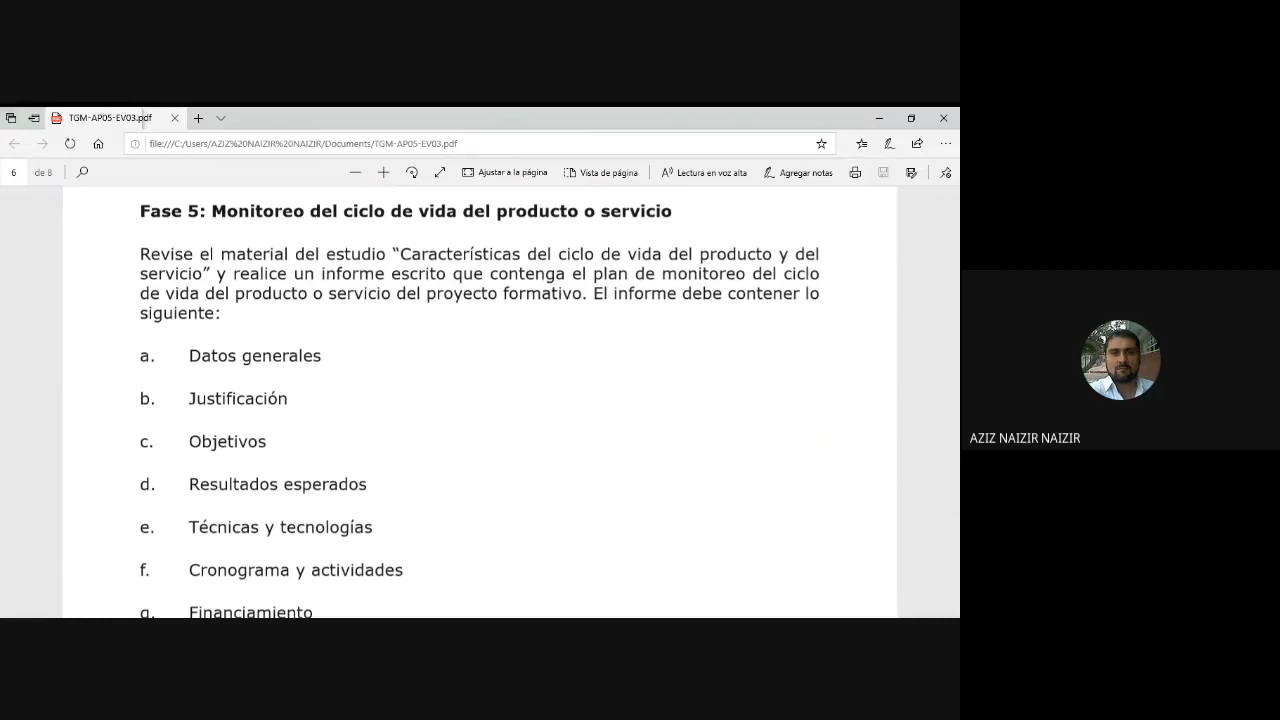 TGM-AP05-EV03.pdf
file:///C:/Users/AZIZ%20NAIZIR%20NAIZIR/Documents/TGM-AP05-EV03.pdf
6 de 8
Ajustar a la página
Vista de página
Lectura en voz alta
Agregar notas
Fase 5: Monitoreo del ciclo de vida del producto o servicio
Revise el material del estudio “Características del ciclo de vida del producto y del
servicio” y realice un informe escrito que contenga el plan de monitoreo del ciclo
de vida del producto o servicio del proyecto formativo. El informe debe contener lo
siguiente:
a. Datos generales
b. Justificación
c. Objetivos
d. Resultados esperados
e. Técnicas y tecnologías
f. Cronograma y actividades
g. Financiamiento
AZIZ NAIZIR NAIZIR